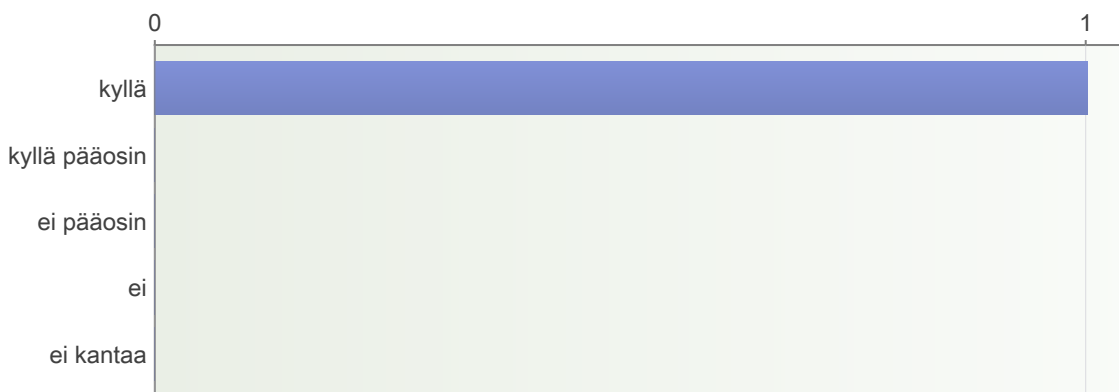 0 1
kyllä
kyllä pääosin
ei pääosin
ei
ei kantaa